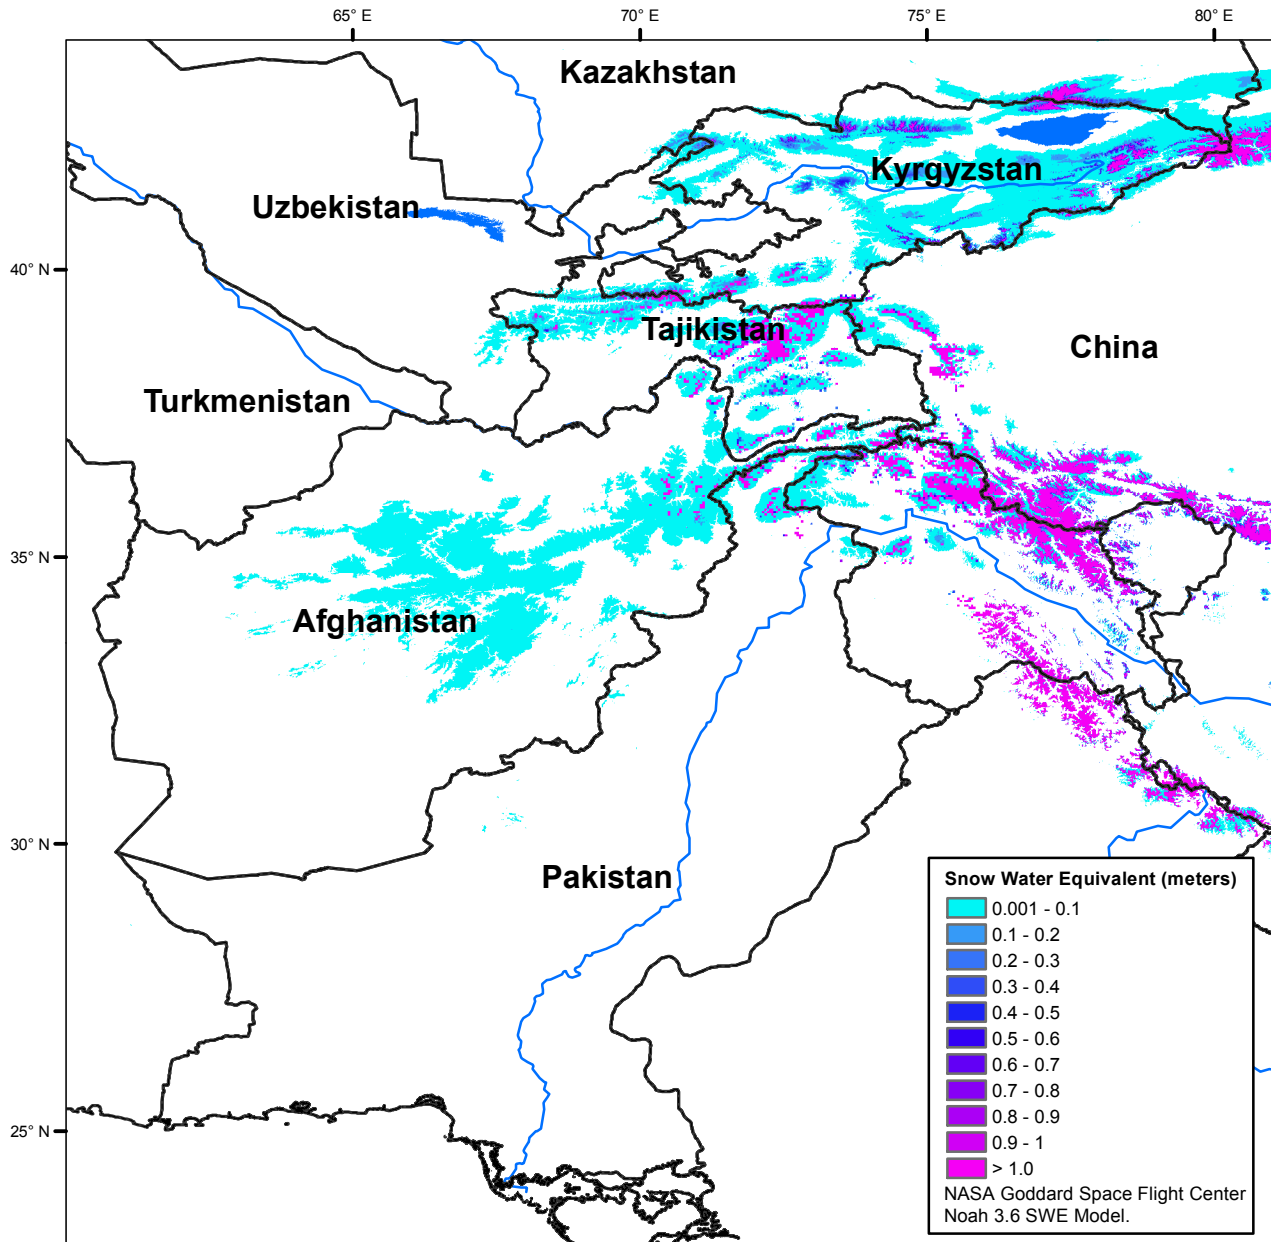 65° E
70° E
75° E
80° E
Kazakhstan
Kyrgyzstan
Uzbekistan
40° N
Tajikistan
China
Turkmenistan
35° N
Afghanistan
30° N
Pakistan
25° N
Snow Water Equivalent (meters)
0.001 - 0.1
0.1 - 0.2
0.2 - 0.3
0.3 - 0.4
0.4 - 0.5
0.5 - 0.6
0.6 - 0.7
0.7 - 0.8
0.8 - 0.9
0.9 - 1
> 1.0
NASA Goddard Space Flight Center
Noah 3.6 SWE Model.